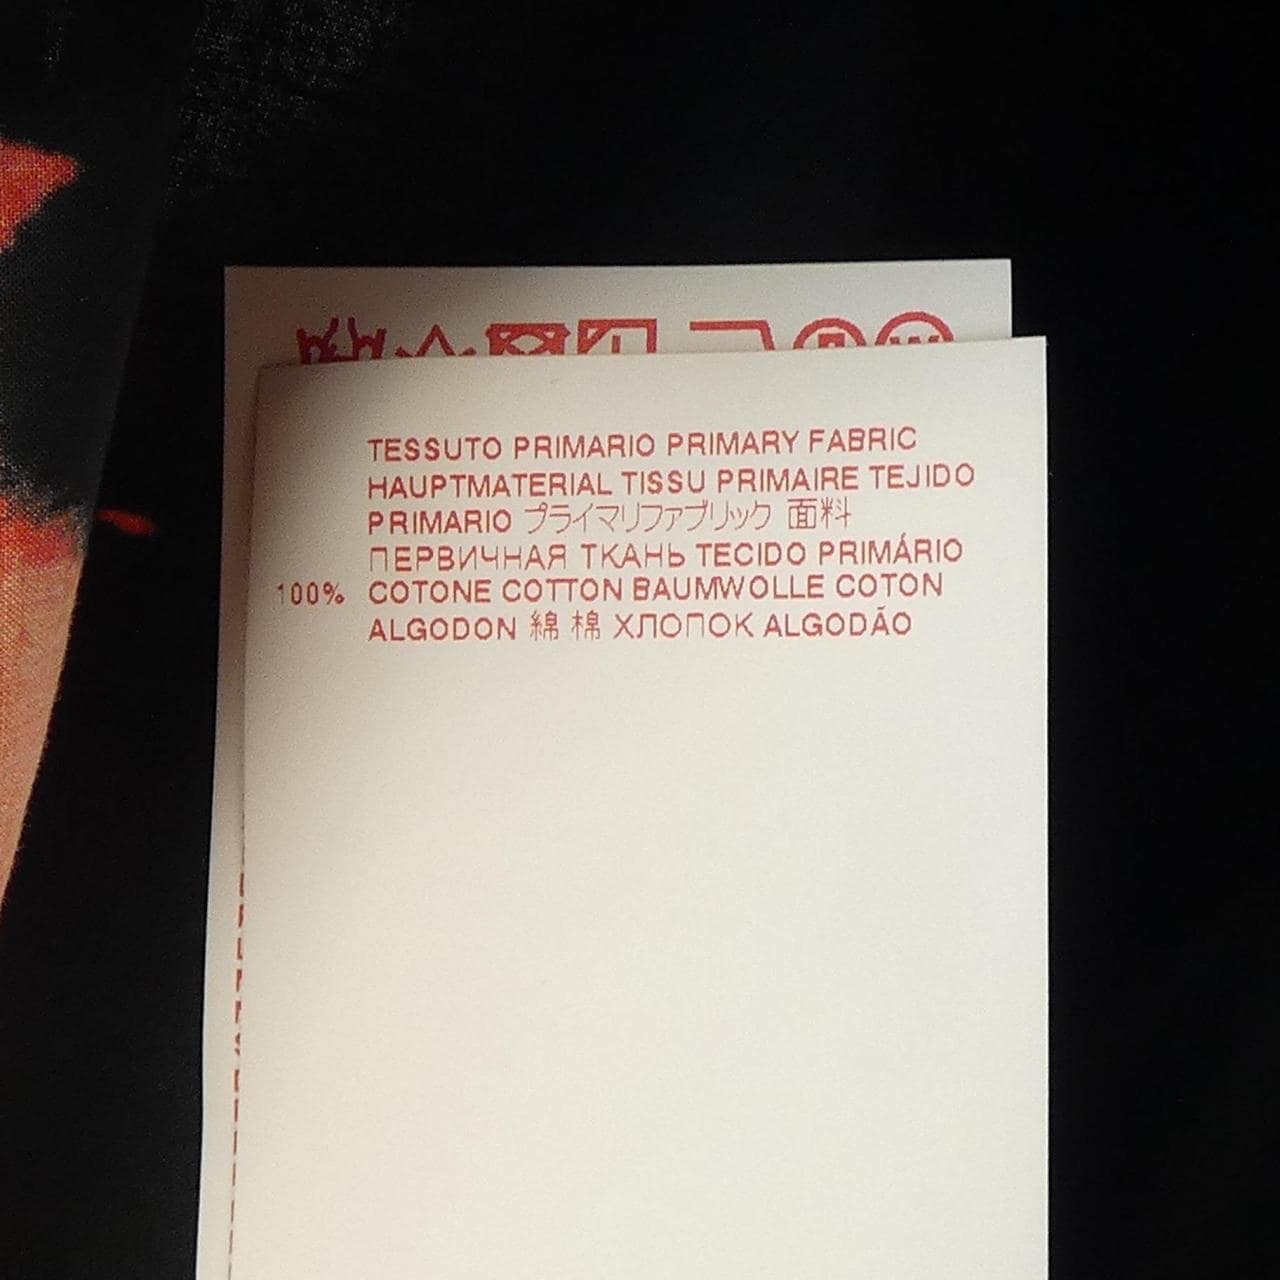 TESSUTO PRIMARIO PRIMARY FABRIC
HAUPTMATERIAL TISSU PRIMAIRE TEJIDO
PRIMARIO プライマリファブリック 面料
ПЕРВИЧНАЯ ТКАНЬ TECIDO PRIMÁRIO
100% COTONE COTTON BAUMWOLLE COTON
ALGODON 綿 棉 ХЛОПОК ALGODÃO